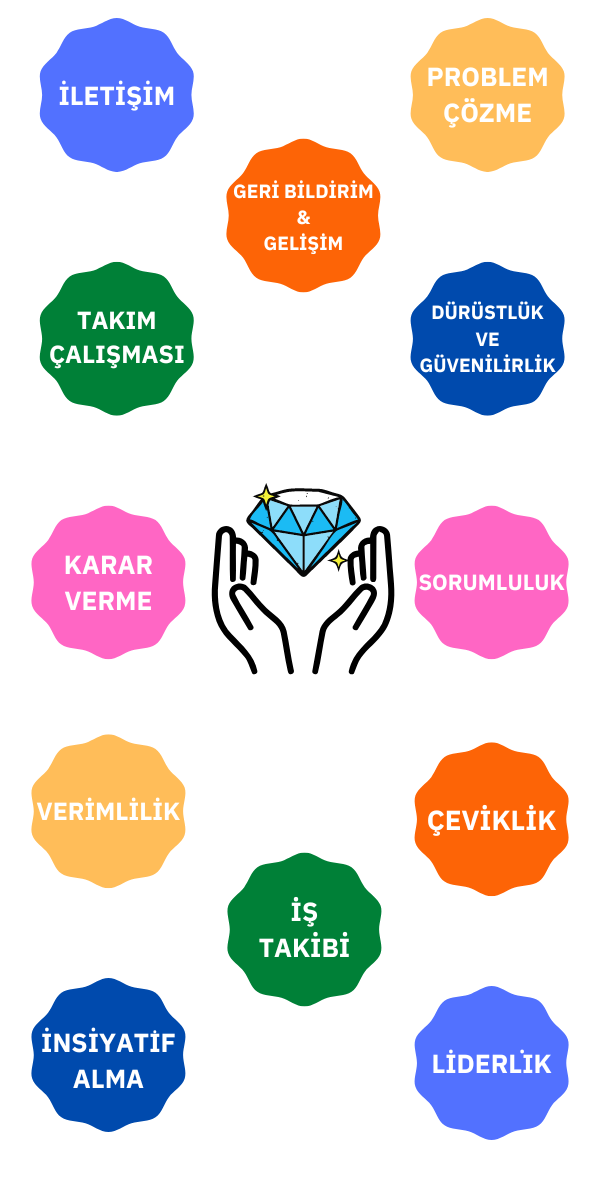 İLETİŞİM
PROBLEM
ÇÖZME
GERİ BİLDİRİM
&
GELİŞİM
TAKIM
ÇALIŞMASI
DÜRÜSTLÜK
VE
GÜVENİLİRLİK
KARAR
VERME
SORUMLULUK
VERİMLİLİK
ÇEVİKLİK
İŞ
TAKİBİ
İNSİYATİF
ALMA
LİDERLİK